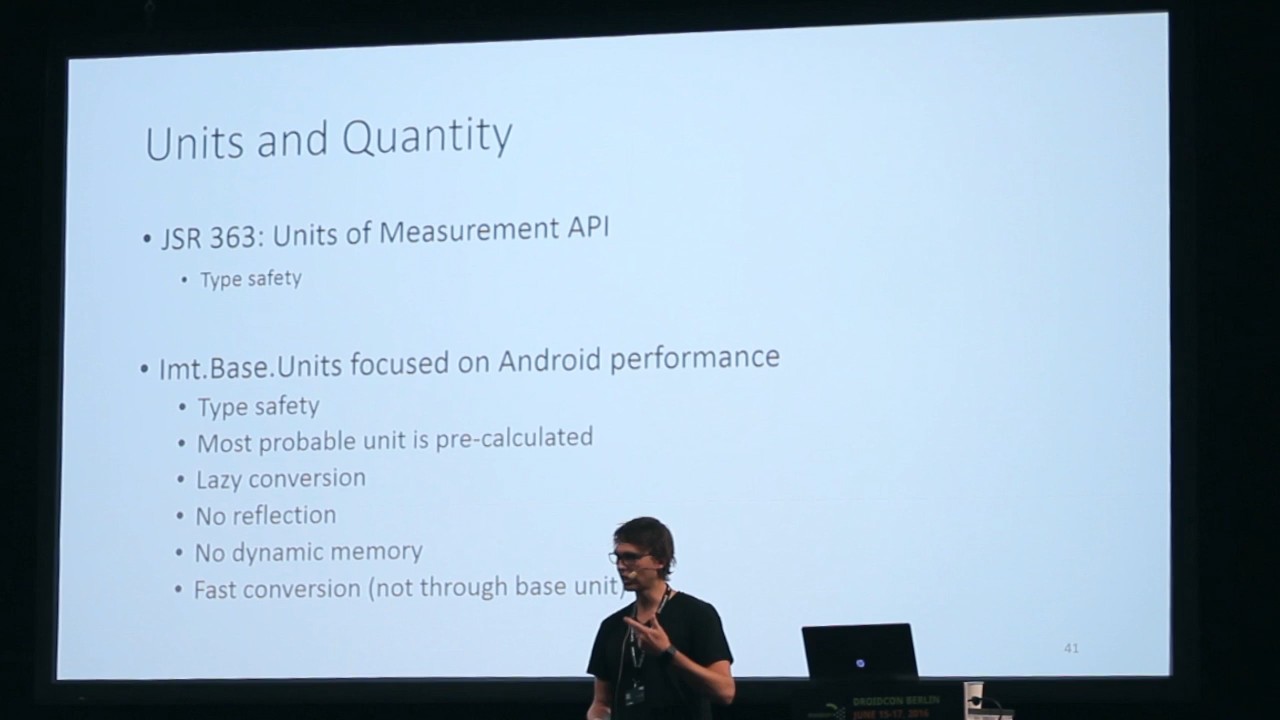 Units and Quantity
• JSR 363: Units of Measurement API
• Type safety
• Imt.Base.Units focused on Android performance
• Type safety
• Most probable unit is pre-calculated
• Lazy conversion
• No reflection
• No dynamic memory
• Fast conversion (not through base unit)
41
DROIDCON BERLIN
JUNE 15-17, 2016